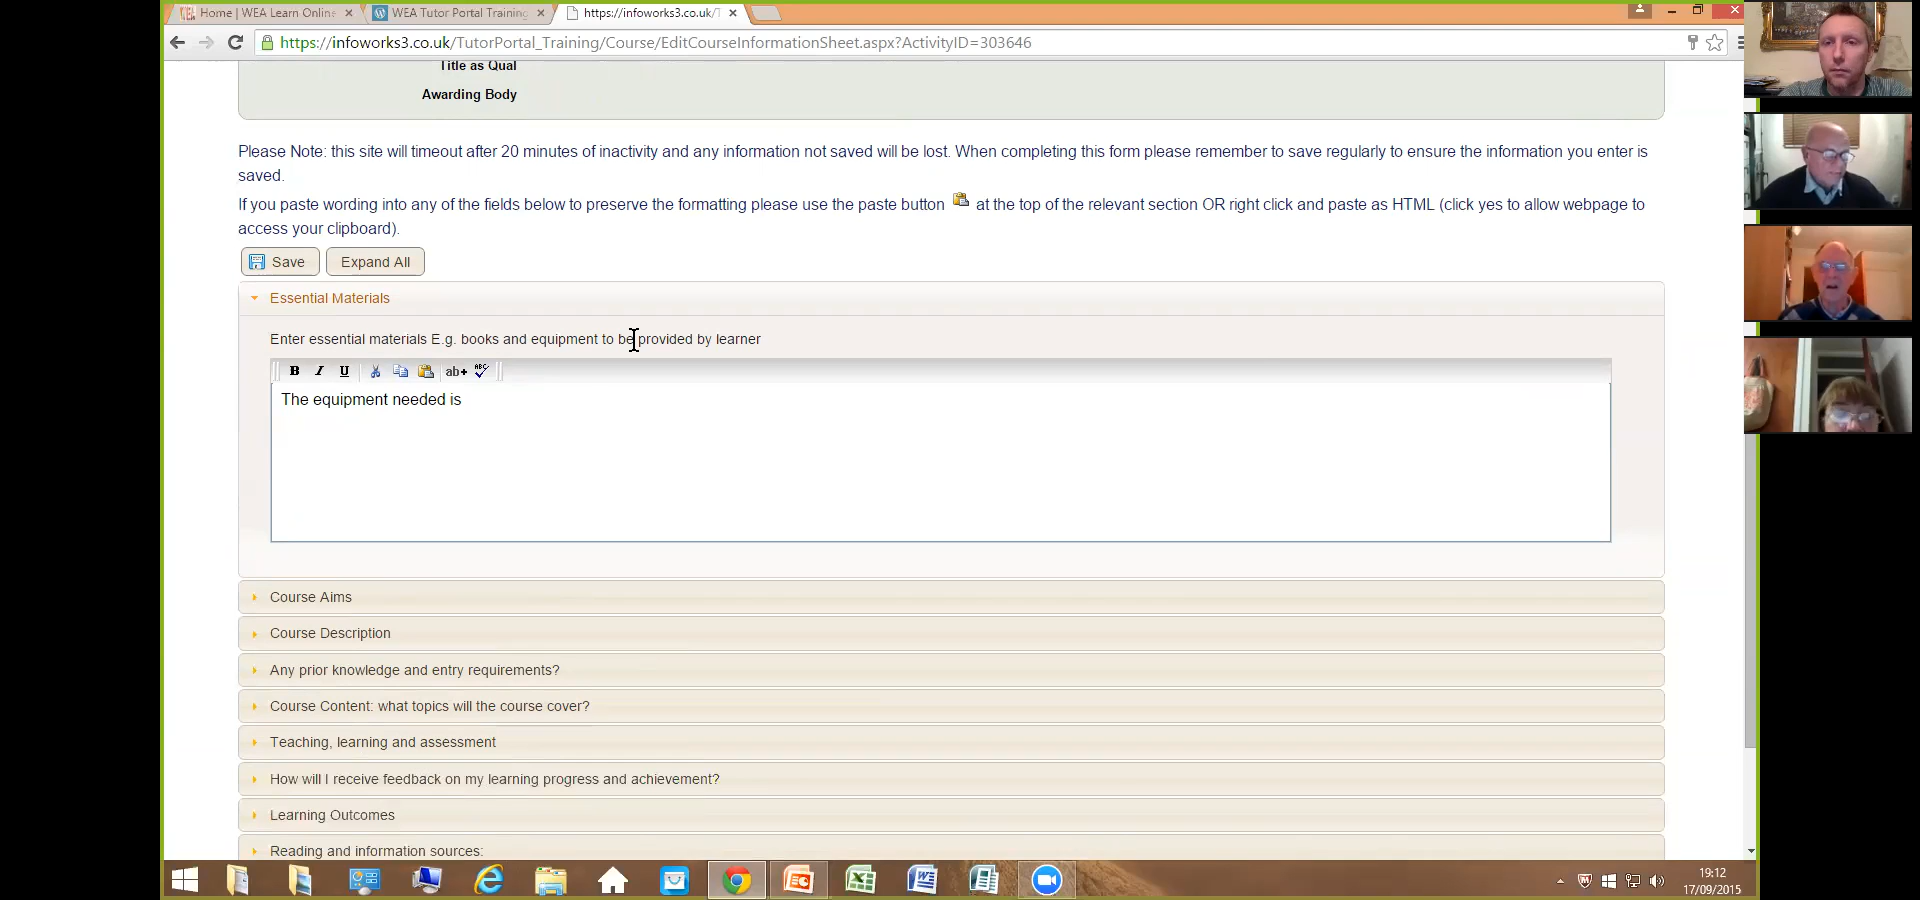 Home | WEA Learn Online
WEA Tutor Portal Training
https://infoworks3.co.uk/
https://infoworks3.co.uk/TutorPortal_Training/Course/EditCourseInformationSheet.aspx?ActivityID=303646
Title as Qual
Awarding Body
Please Note: this site will timeout after 20 minutes of inactivity and any information not saved will be lost. When completing this form please remember to save regularly to ensure the information you enter is
saved.
If you paste wording into any of the fields below to preserve the formatting please use the paste button at the top of the relevant section OR right click and paste as HTML (click yes to allow webpage to
access your clipboard).
Save Expand All
Essential Materials
Enter essential materials E.g. books and equipment to be provided by learner
B I U ab+ ABC
The equipment needed is
Course Aims
Course Description
Any prior knowledge and entry requirements?
Course Content: what topics will the course cover?
Teaching, learning and assessment
How will I receive feedback on my learning progress and achievement?
Learning Outcomes
Reading and information sources:
19:12
17/09/2015